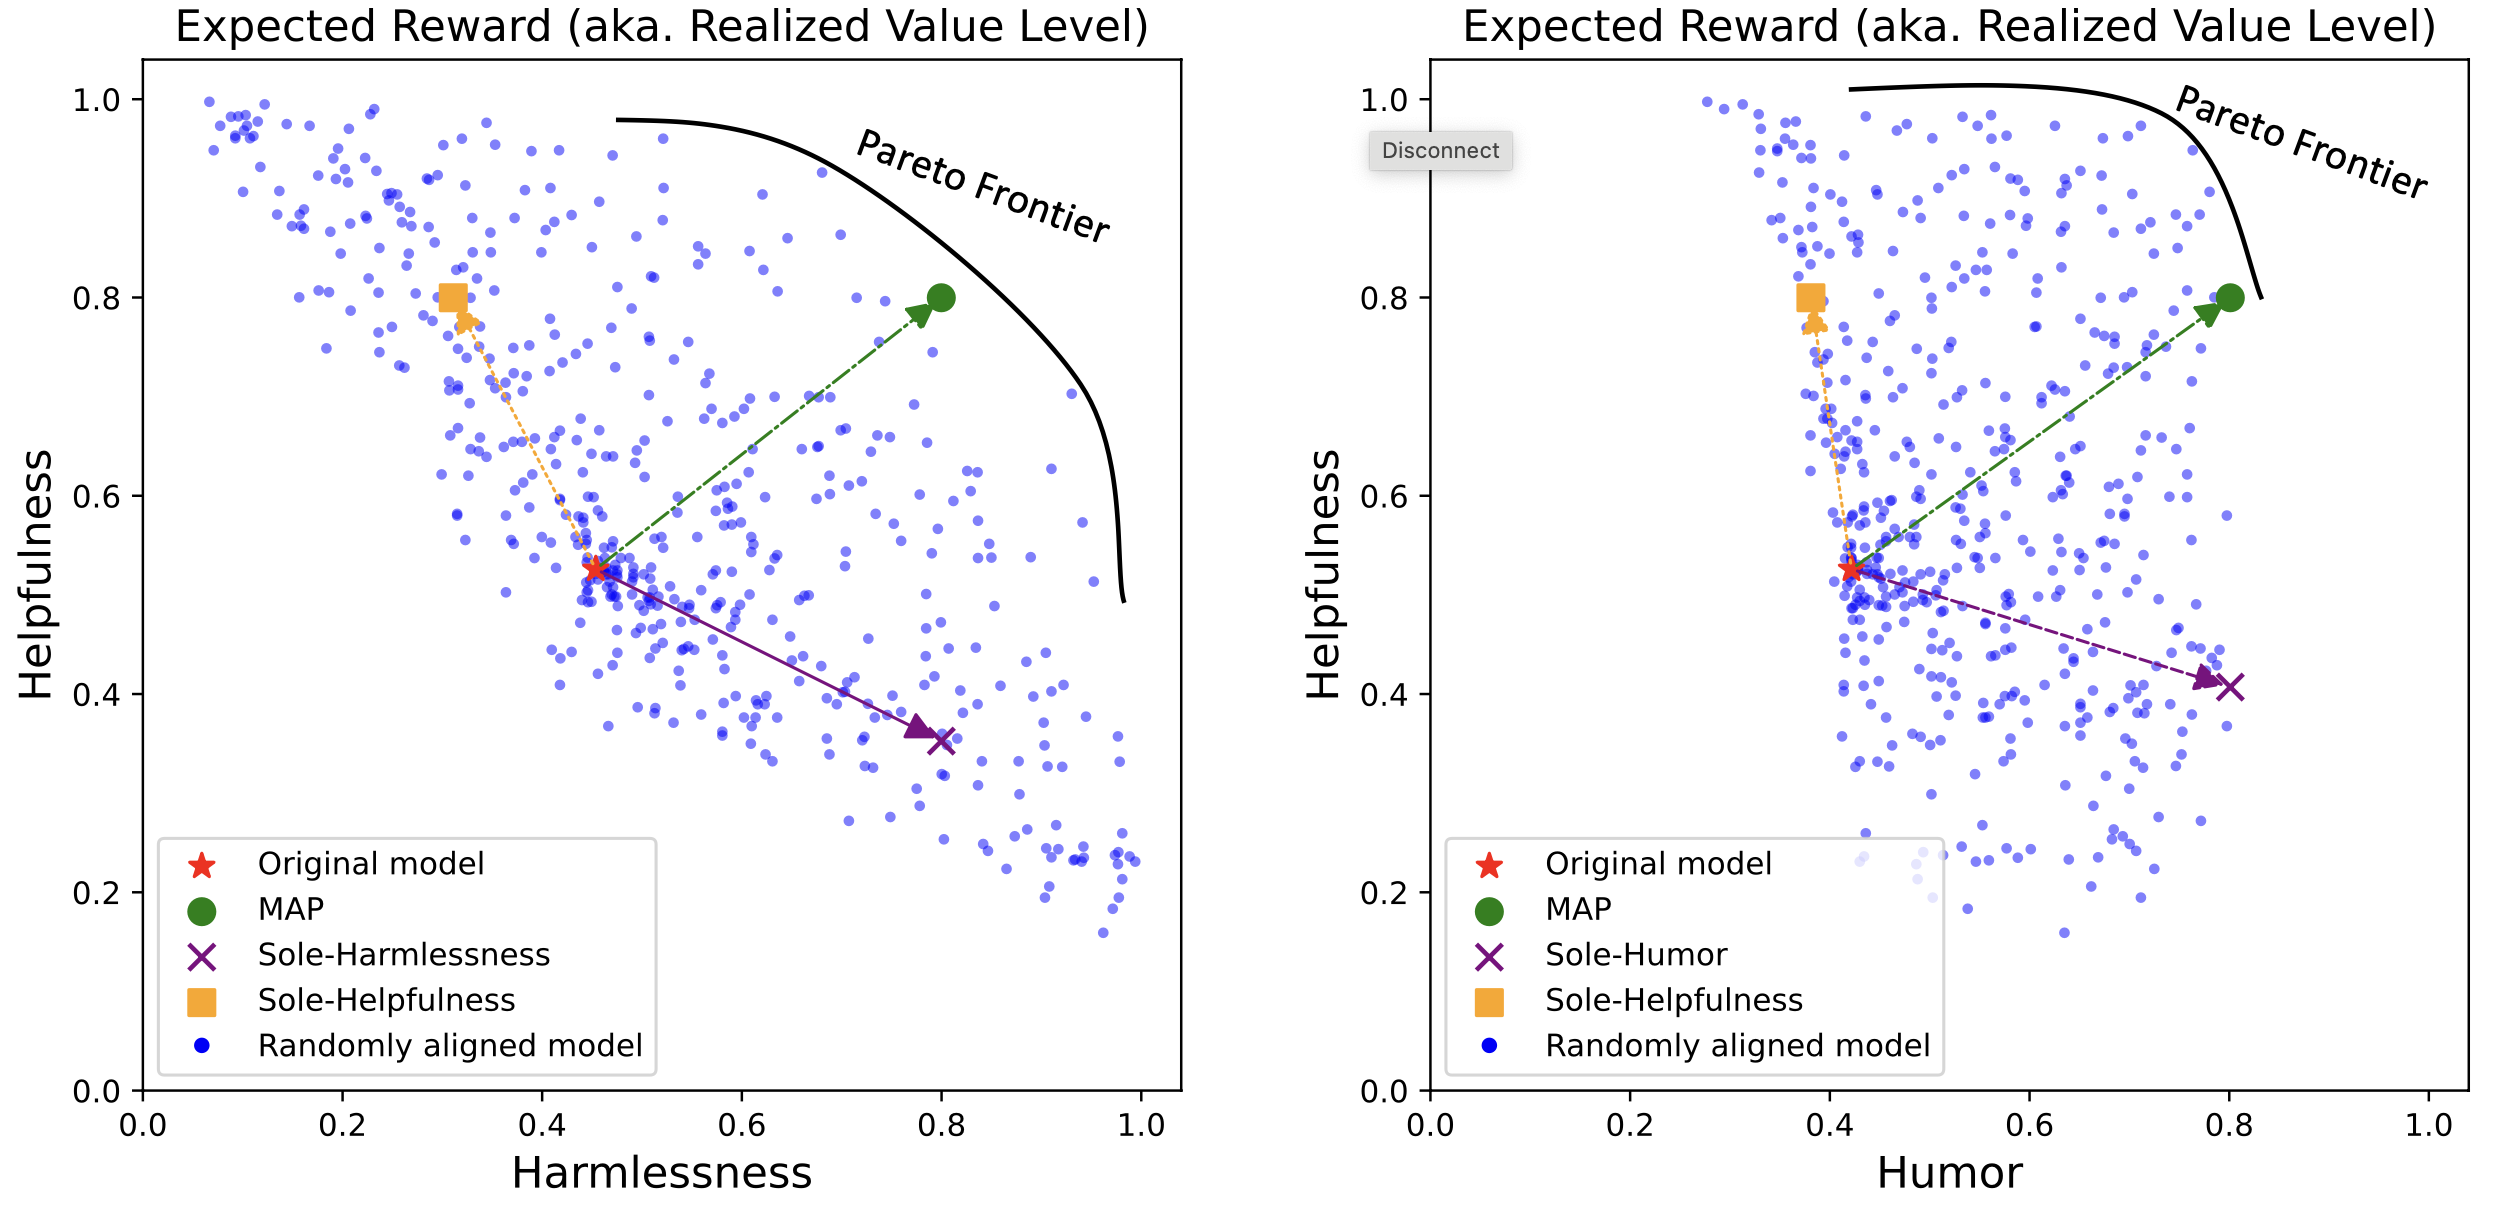 Expected Reward (aka. Realized Value Level)
Pareto Frontier
Helpfulness
1.0
0.8
0.6
0.4
0.2
0.0
Original model
MAP
Sole-Harmlessness
Sole-Helpfulness
Randomly aligned model
0.0 0.2 0.4 0.6 0.8 1.0
Harmlessness
Expected Reward (aka. Realized Value Level)
Pareto Frontier
Disconnect
Helpfulness
1.0
0.8
0.6
0.4
0.2
0.0
Original model
MAP
Sole-Humor
Sole-Helpfulness
Randomly aligned model
0.0 0.2 0.4 0.6 0.8 1.0
Humor